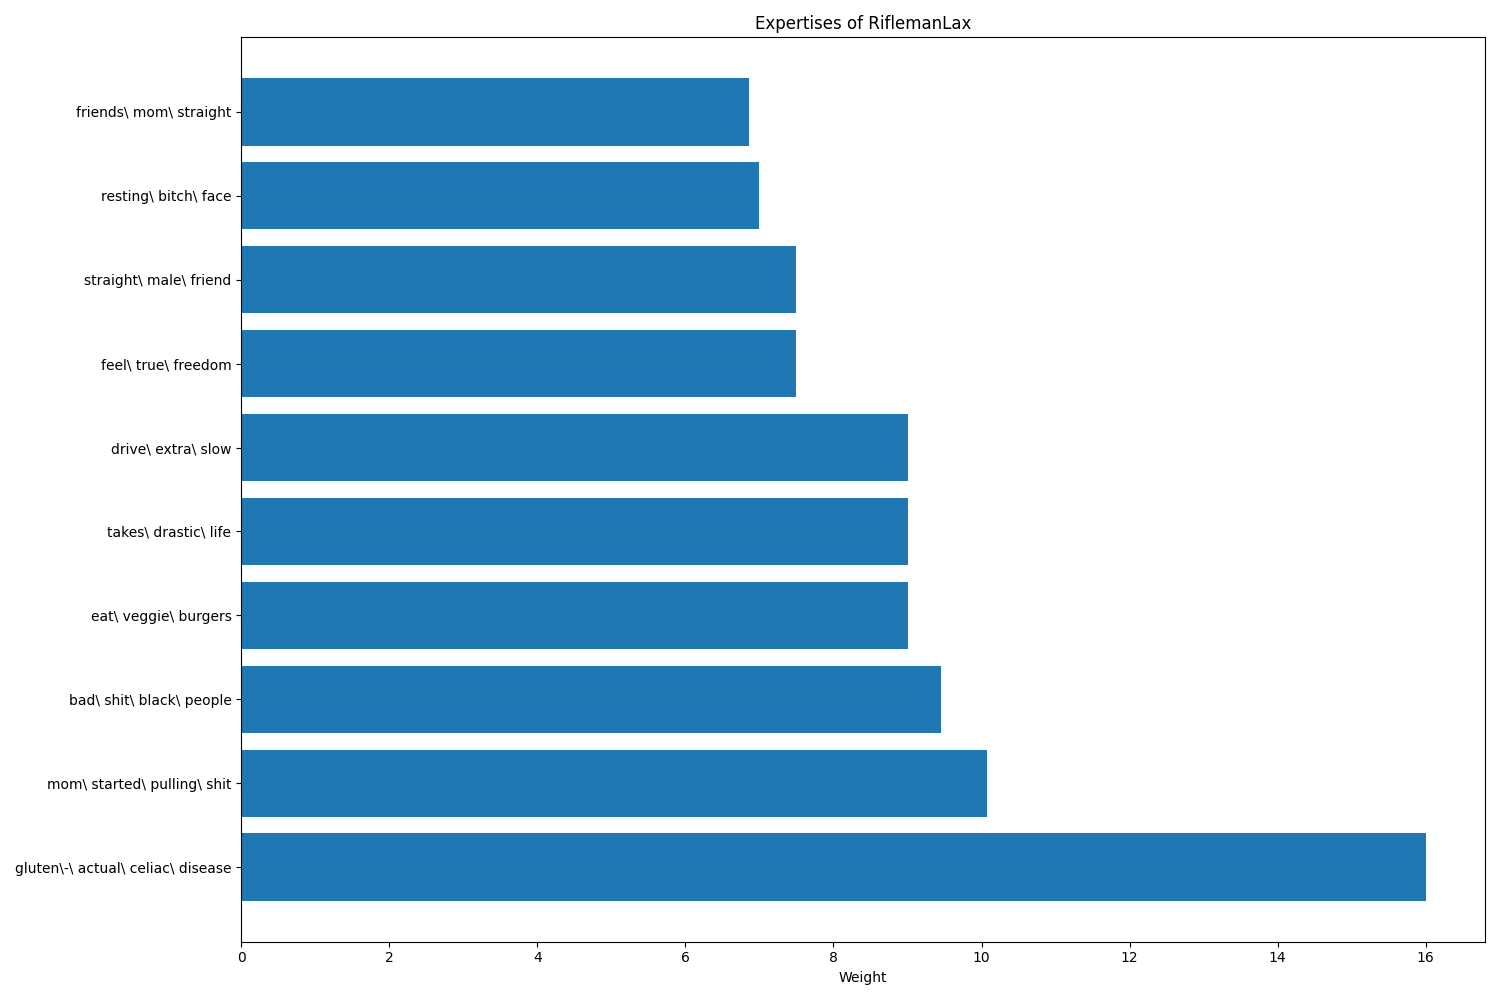 Expertises of RiflemanLax
friends\ mom\ straight
resting\ bitch\ face
straight\ male\ friend
feel\ true\ freedom
drive\ extra\ slow
takes\ drastic\ life
eat\ veggie\ burgers
bad\ shit\ black\ people
mom\ started\ pulling\ shit
gluten\-\ actual\ celiac\ disease
0 2 4 6 8 10 12 14 16
Weight